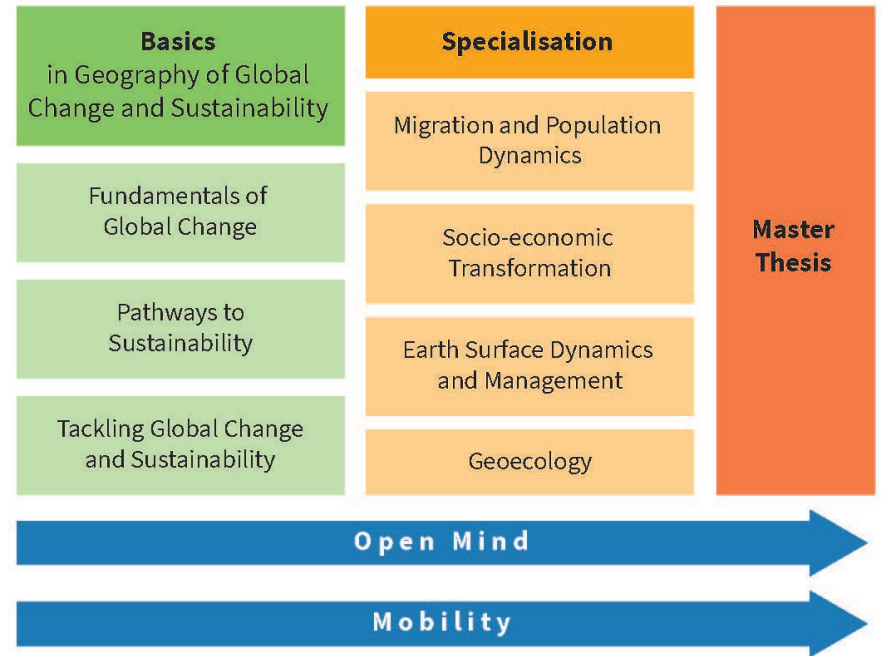 Basics
in Geography of Global
Change and Sustainability
Fundamentals of
Global Change
Pathways to
Sustainability
Tackling Global Change
and Sustainability
Specialisation
Migration and Population
Dynamics
Socio-economic
Transformation
Earth Surface Dynamics
and Management
Geoecology
Master
Thesis
Open Mind
Mobility